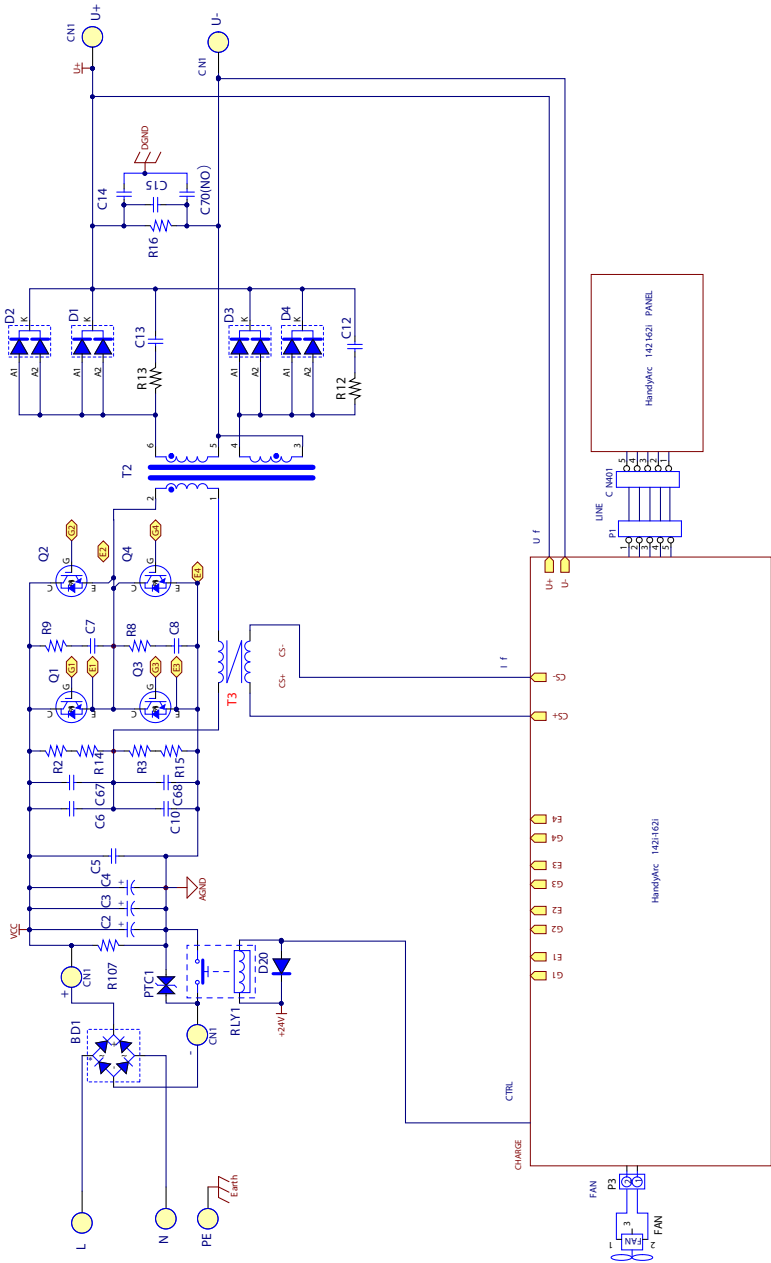 L
N
PE
Earth
BD1
+
CN1
-
CN1
VCC
R107
PTC1
RLY1
D20
+24V
C2
+
C3
+
C4
+
AGND
C5
C6
C67
C10
C68
R2
R14
R3
R15
Q1
C
G
E
G1
E1
Q3
C
G
E
G3
E3
R9
C7
R8
C8
Q2
C
G
E
G2
E2
Q4
C
G
E
G4
E4
T3
CS+
CS-
T2
2
1
6
5
4
3
D2
A1
A2
K
D1
A1
A2
K
R13
C13
D3
A1
A2
K
D4
A1
A2
K
R12
C12
R16
C14
C15
C70(NO)
DGND
U+
CN1
U+
CN1
U-
FAN
1
3
2
FAN
FAN
P3
2
1
CHARGE
CTRL
HandyArc 142i-162i
G1
E1
G2
E2
G3
E3
G4
E4
CS+
CS-
I f
U+
U-
U f
P1
1
2
3
4
5
LINE
C N401
5
4
3
2
1
HandyArc 142162i PANEL